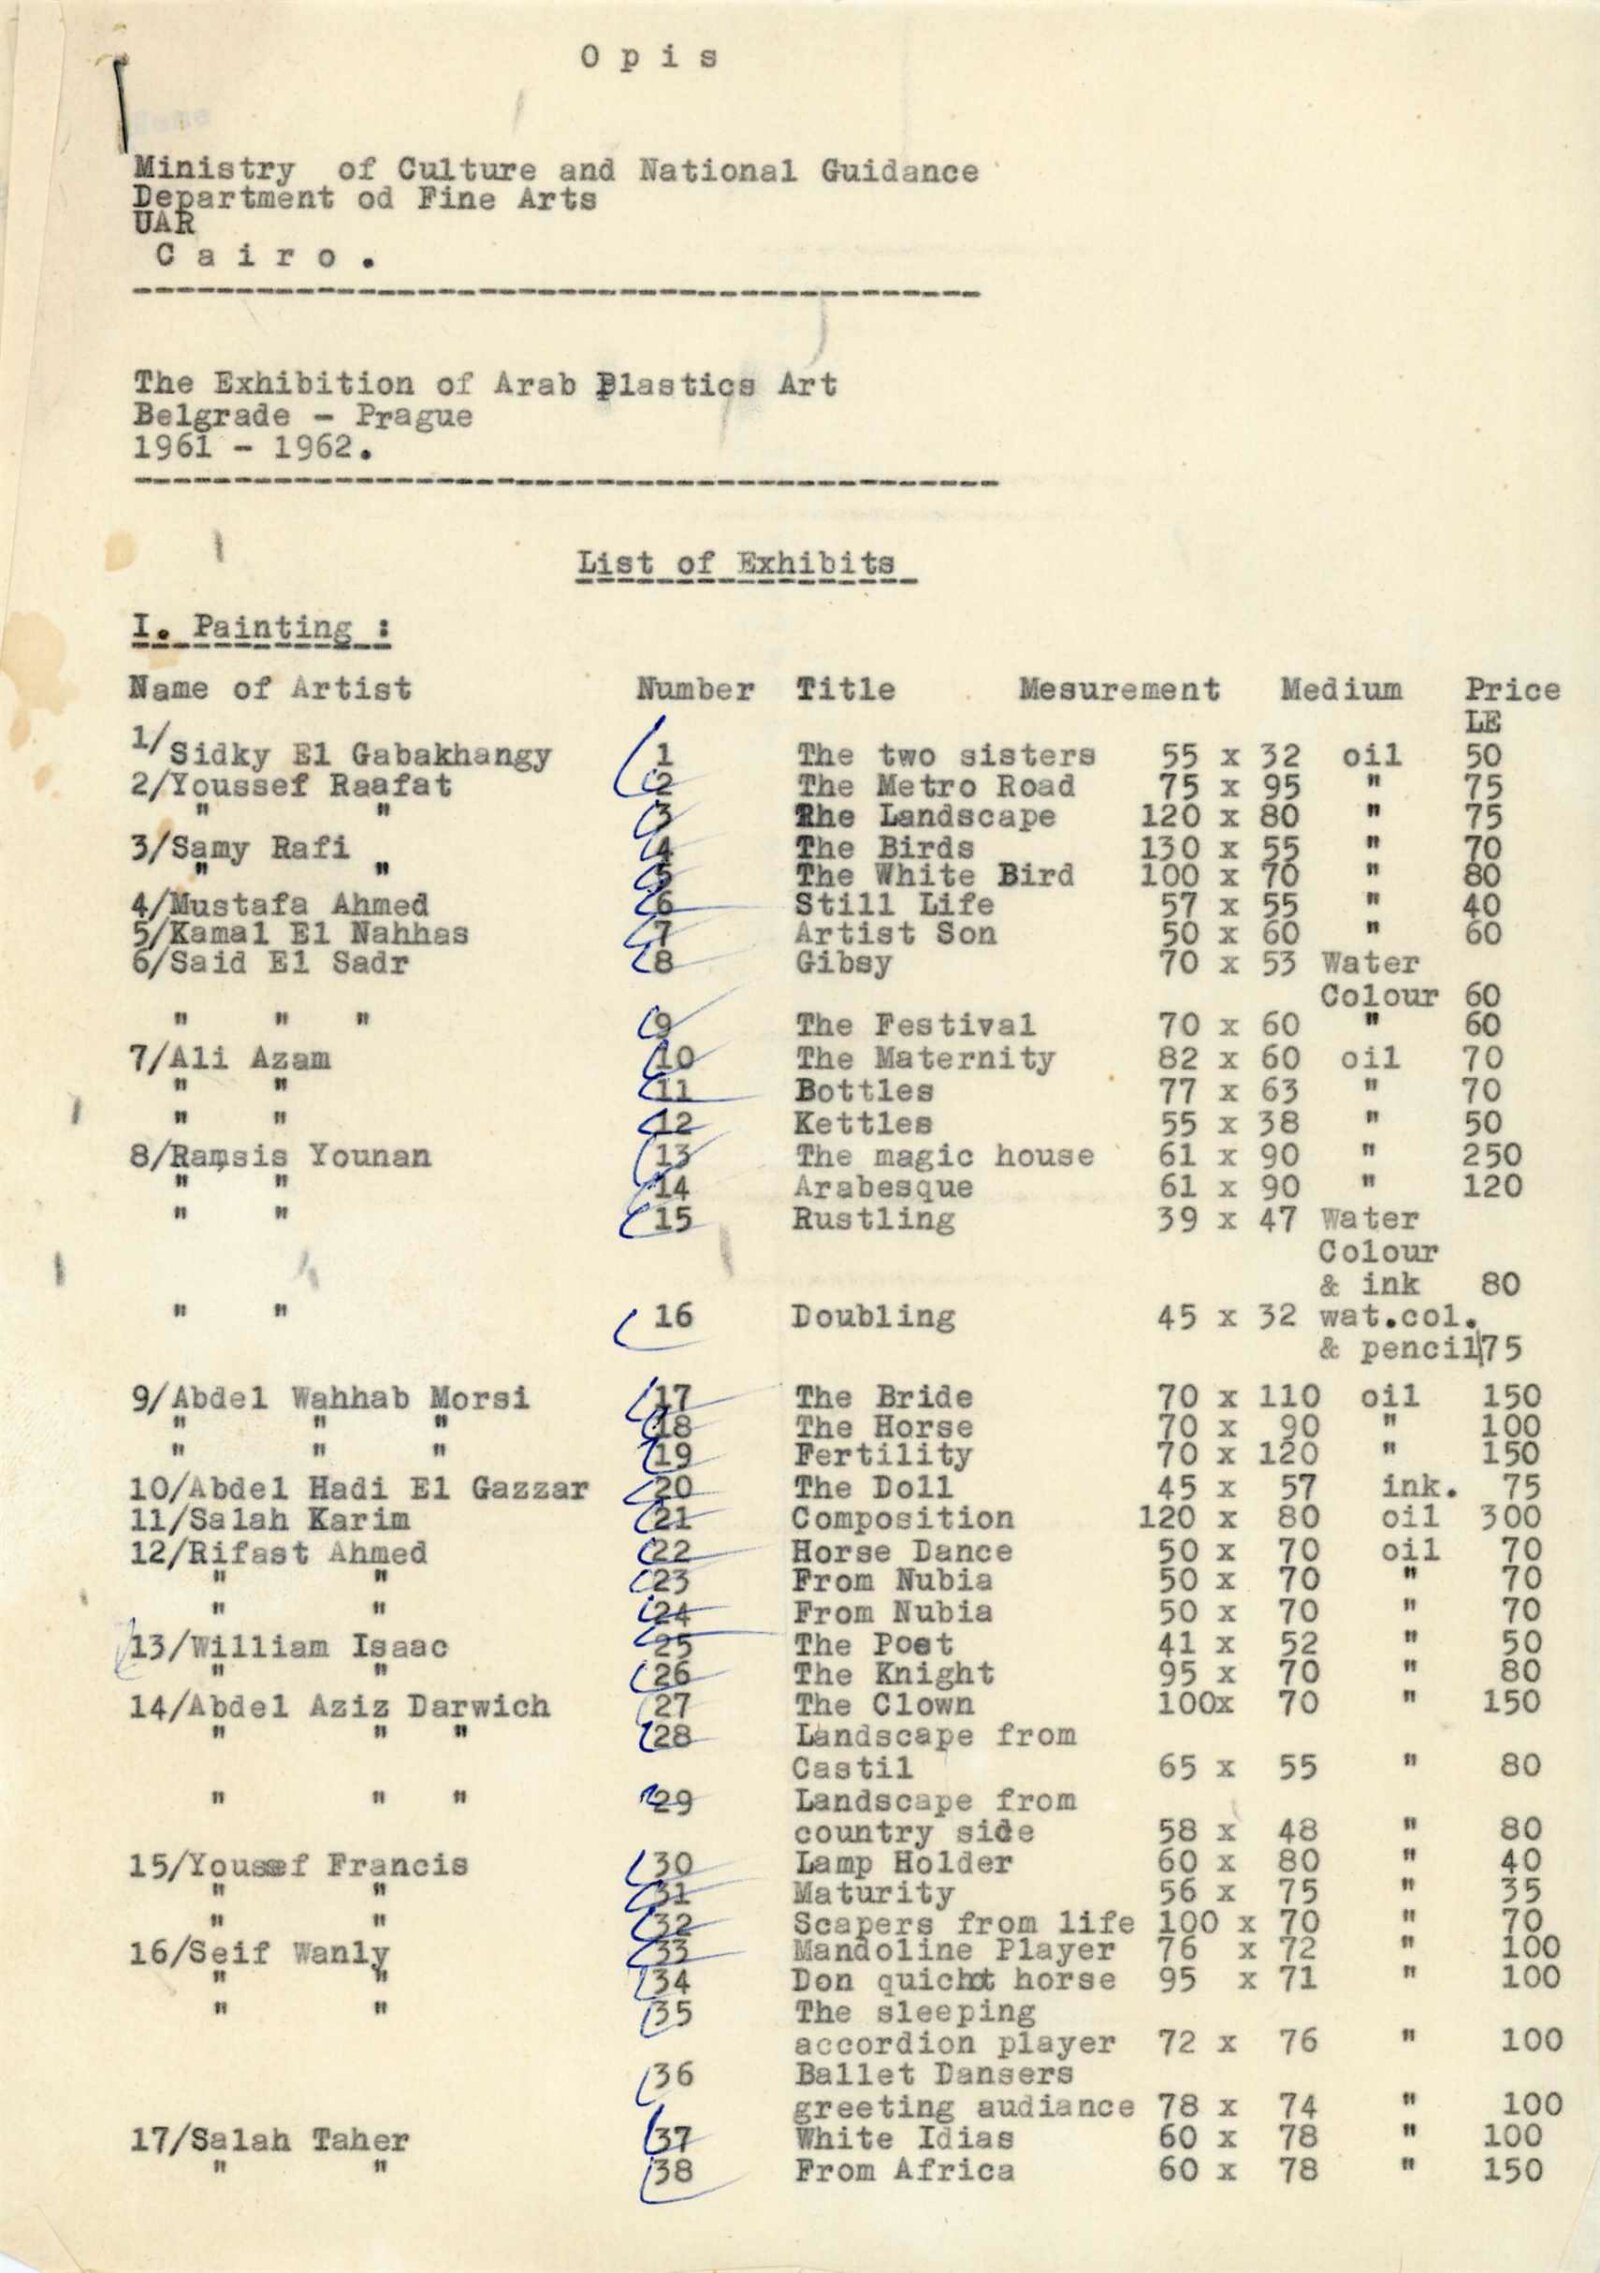 O p i s
Ministry of Culture and National Guidance
Department od Fine Arts
UAR
C a i r o .
The Exhibition of Arab Plastics Art
Belgrade - Prague
1961 - 1962.
List of Exhibits
I. Painting :
Name of Artist Number Title Mesurement Medium Price
LE
1/Sidky El Gabakhangy 1 The two sisters 55 x 32 oil 50
2/Youssef Raafat 2 The Metro Road 75 x 95 " 75
" " 3 The Landscape 120 x 80 " 75
3/Samy Rafi 4 The Birds 130 x 55 " 70
" " 5 The White Bird 100 x 70 " 80
4/Mustafa Ahmed 6 Still Life 57 x 55 " 40
5/Kamal El Nahhas 7 Artist Son 50 x 60 " 60
6/Said El Sadr 8 Gibsy 70 x 53 Water
Colour 60
" " " 9 The Festival 70 x 60 " 60
7/Ali Azam 10 The Maternity 82 x 60 oil 70
" " 11 Bottles 77 x 63 " 70
" " 12 Kettles 55 x 38 " 50
8/Ramsis Younan 13 The magic house 61 x 90 " 250
" " 14 Arabesque 61 x 90 " 120
" " 15 Rustling 39 x 47 Water
Colour
& ink 80
" " 16 Doubling 45 x 32 wat.col.
& pencil 75
9/Abdel Wahhab Morsi 17 The Bride 70 x 110 oil 150
" " " 18 The Horse 70 x 90 " 100
" " " 19 Fertility 70 x 120 " 150
10/Abdel Hadi El Gazzar 20 The Doll 45 x 57 ink. 75
11/Salah Karim 21 Composition 120 x 80 oil 300
12/Rifast Ahmed 22 Horse Dance 50 x 70 oil 70
" " 23 From Nubia 50 x 70 " 70
" " 24 From Nubia 50 x 70 " 70
13/William Isaac 25 The Poet 41 x 52 " 50
" " 26 The Knight 95 x 70 " 80
14/Abdel Aziz Darwich 27 The Clown 100x 70 " 150
" " " 28 Landscape from
Castil 65 x 55 " 80
" " " 29 Landscape from
country side 58 x 48 " 80
15/Youssef Francis 30 Lamp Holder 60 x 80 " 40
" " 31 Maturity 56 x 75 " 35
" " 32 Scapers from life 100 x 70 " 70
16/Seif Wanly 33 Mandoline Player 76 x 72 " 100
" " 34 Don quichot horse 95 x 71 " 100
" " 35 The sleeping
accordion player 72 x 76 " 100
36 Ballet Dansers
greeting audiance 78 x 74 " 100
17/Salah Taher 37 White Idias 60 x 78 " 100
" " 38 From Africa 60 x 78 " 150